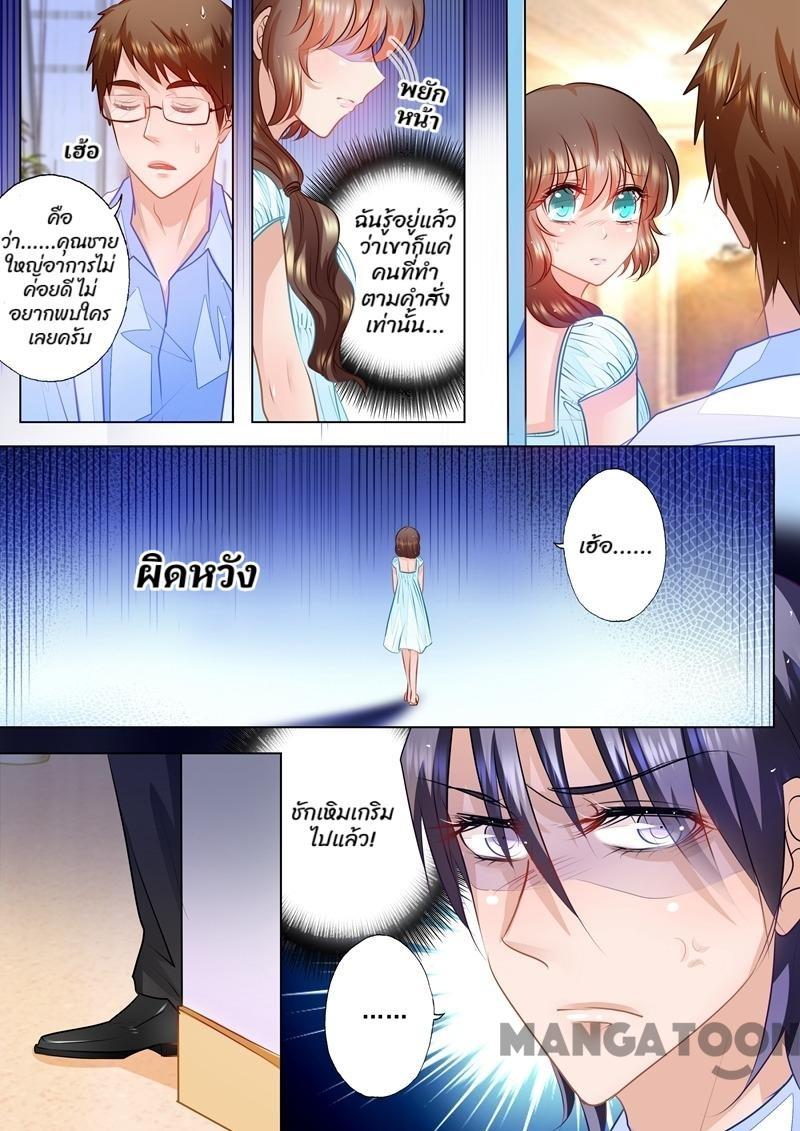 เฮ้อ
คือ
ว่า......คุณชาย
ใหญ่อาการไม่
ค่อยดี ไม่
อยากพบใคร
เลยครับ
พยัก
หน้า
ฉันรู้อยู่แล้ว
ว่าเขาก็แค่
คนที่ทำ
ตามคำสั่ง
เท่านั้น...
ผิดหวัง
เฮ้อ......
ชักเหิมเกริม
ไปแล้ว!
......
MANGATOON